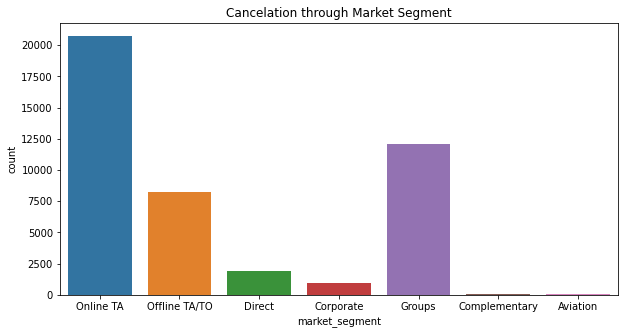 Cancelation through Market Segment
count
20000
17500
15000
12500
10000
7500
5000
2500
0
Online TA Offline TA/TO Direct Corporate Groups Complementary Aviation
market_segment